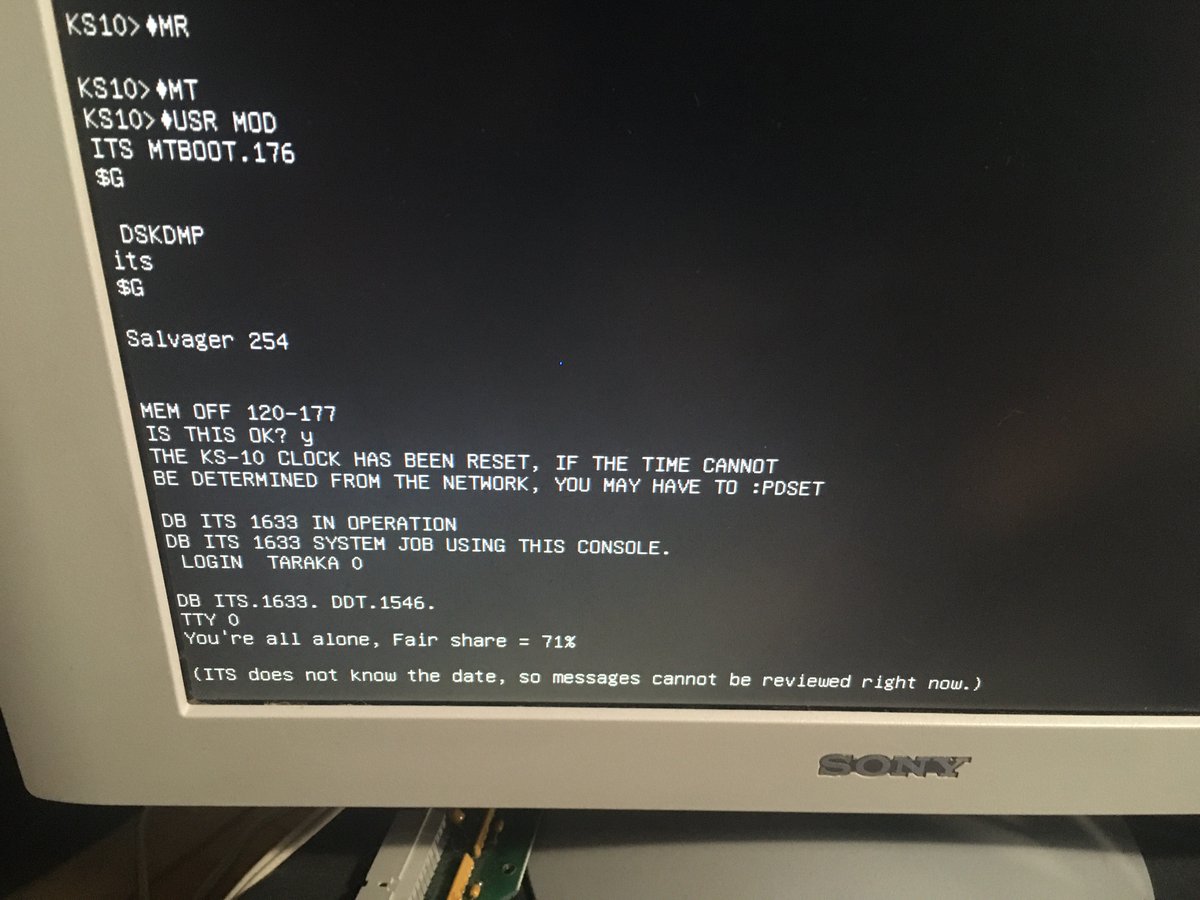 KS10>♦MR
KS10>♦MT
KS10>♦USR MOD
ITS MTBOOT.176
$G
DSKDMP
its
$G
Salvager 254
MEM OFF 120-177
IS THIS OK? y
THE KS-10 CLOCK HAS BEEN RESET, IF THE TIME CANNOT
BE DETERMINED FROM THE NETWORK, YOU MAY HAVE TO :PDSET
DB ITS 1633 IN OPERATION
DB ITS 1633 SYSTEM JOB USING THIS CONSOLE.
LOGIN  TARAKA 0
DB ITS.1633. DDT.1546.
TTY 0
You're all alone, Fair share = 71%
(ITS does not know the date, so messages cannot be reviewed right now.)
SONY